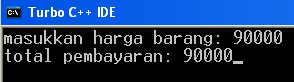 Turbo C++ IDE
masukkan harga barang: 90000
total pembayaran: 90000